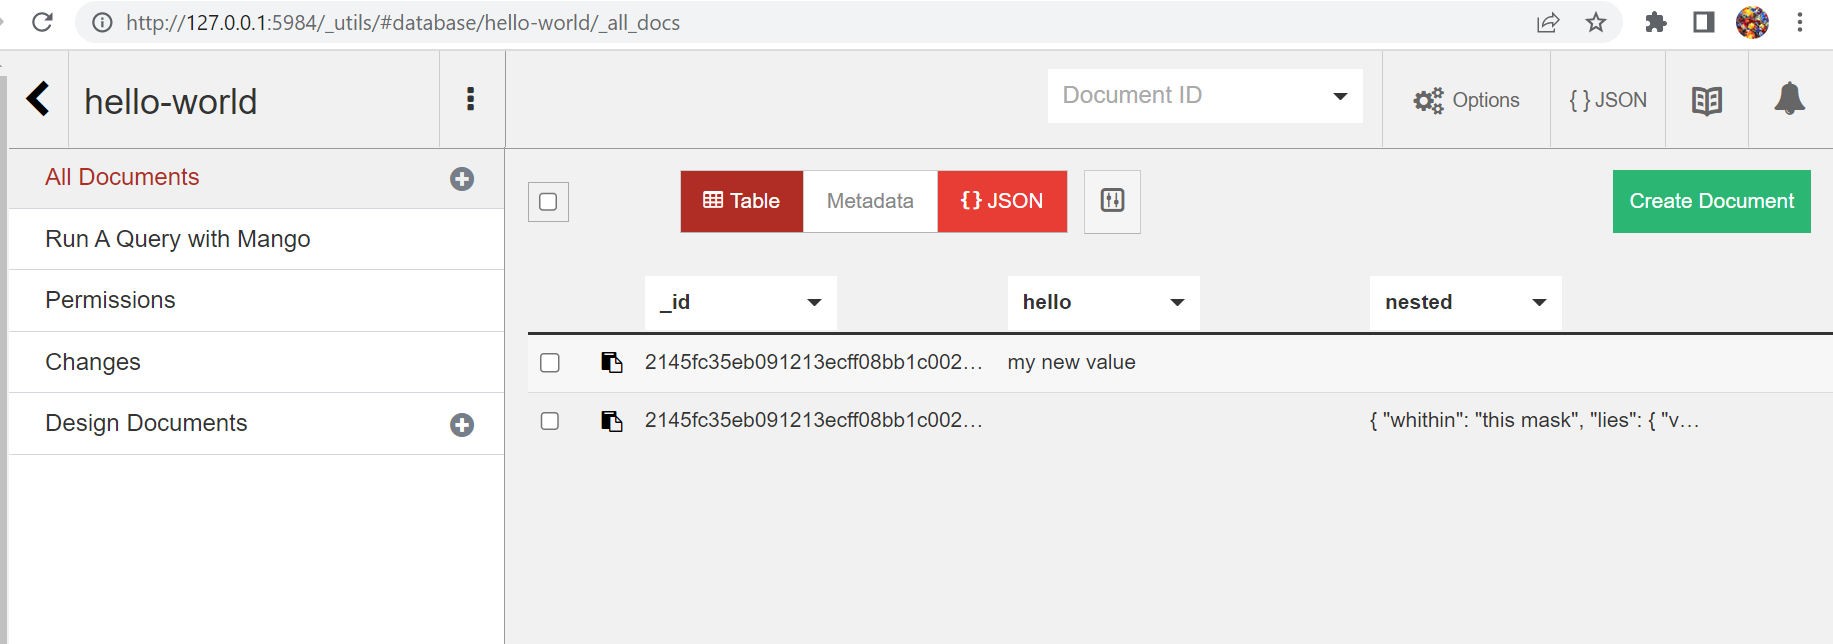 http://127.0.0.1:5984/_utils/#database/hello-world/_all_docs
hello-world
Document ID
Options
{ } JSON
All Documents
Run A Query with Mango
Permissions
Changes
Design Documents
Table
Metadata
{} JSON
Create Document
_id hello nested
2145fc35eb091213ecff08bb1c002... my new value
2145fc35eb091213ecff08bb1c002... { "whithin": "this mask", "lies": { "v...